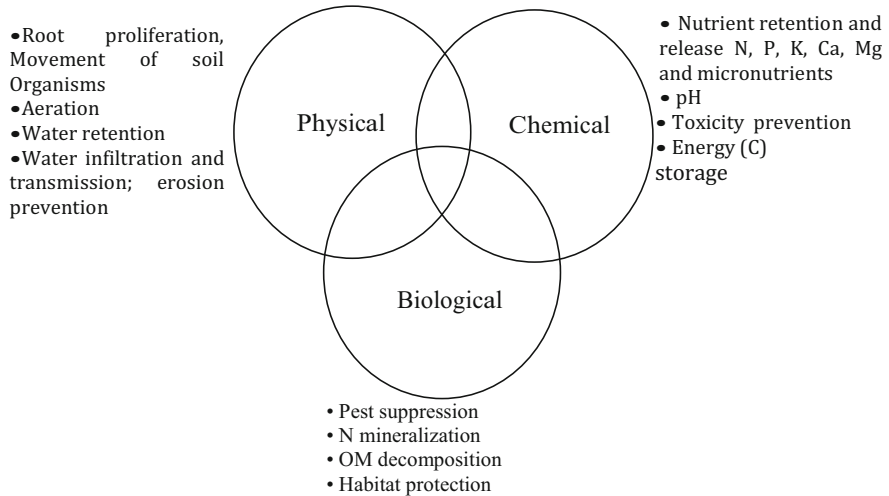 •Root proliferation,
Movement of soil
Organisms
•Aeration
•Water retention
•Water infiltration and
transmission; erosion
prevention
Physical
Chemical
• Nutrient retention and
release N, P, K, Ca, Mg
and micronutrients
• pH
• Toxicity prevention
• Energy (C)
storage
Biological
• Pest suppression
• N mineralization
• OM decomposition
• Habitat protection